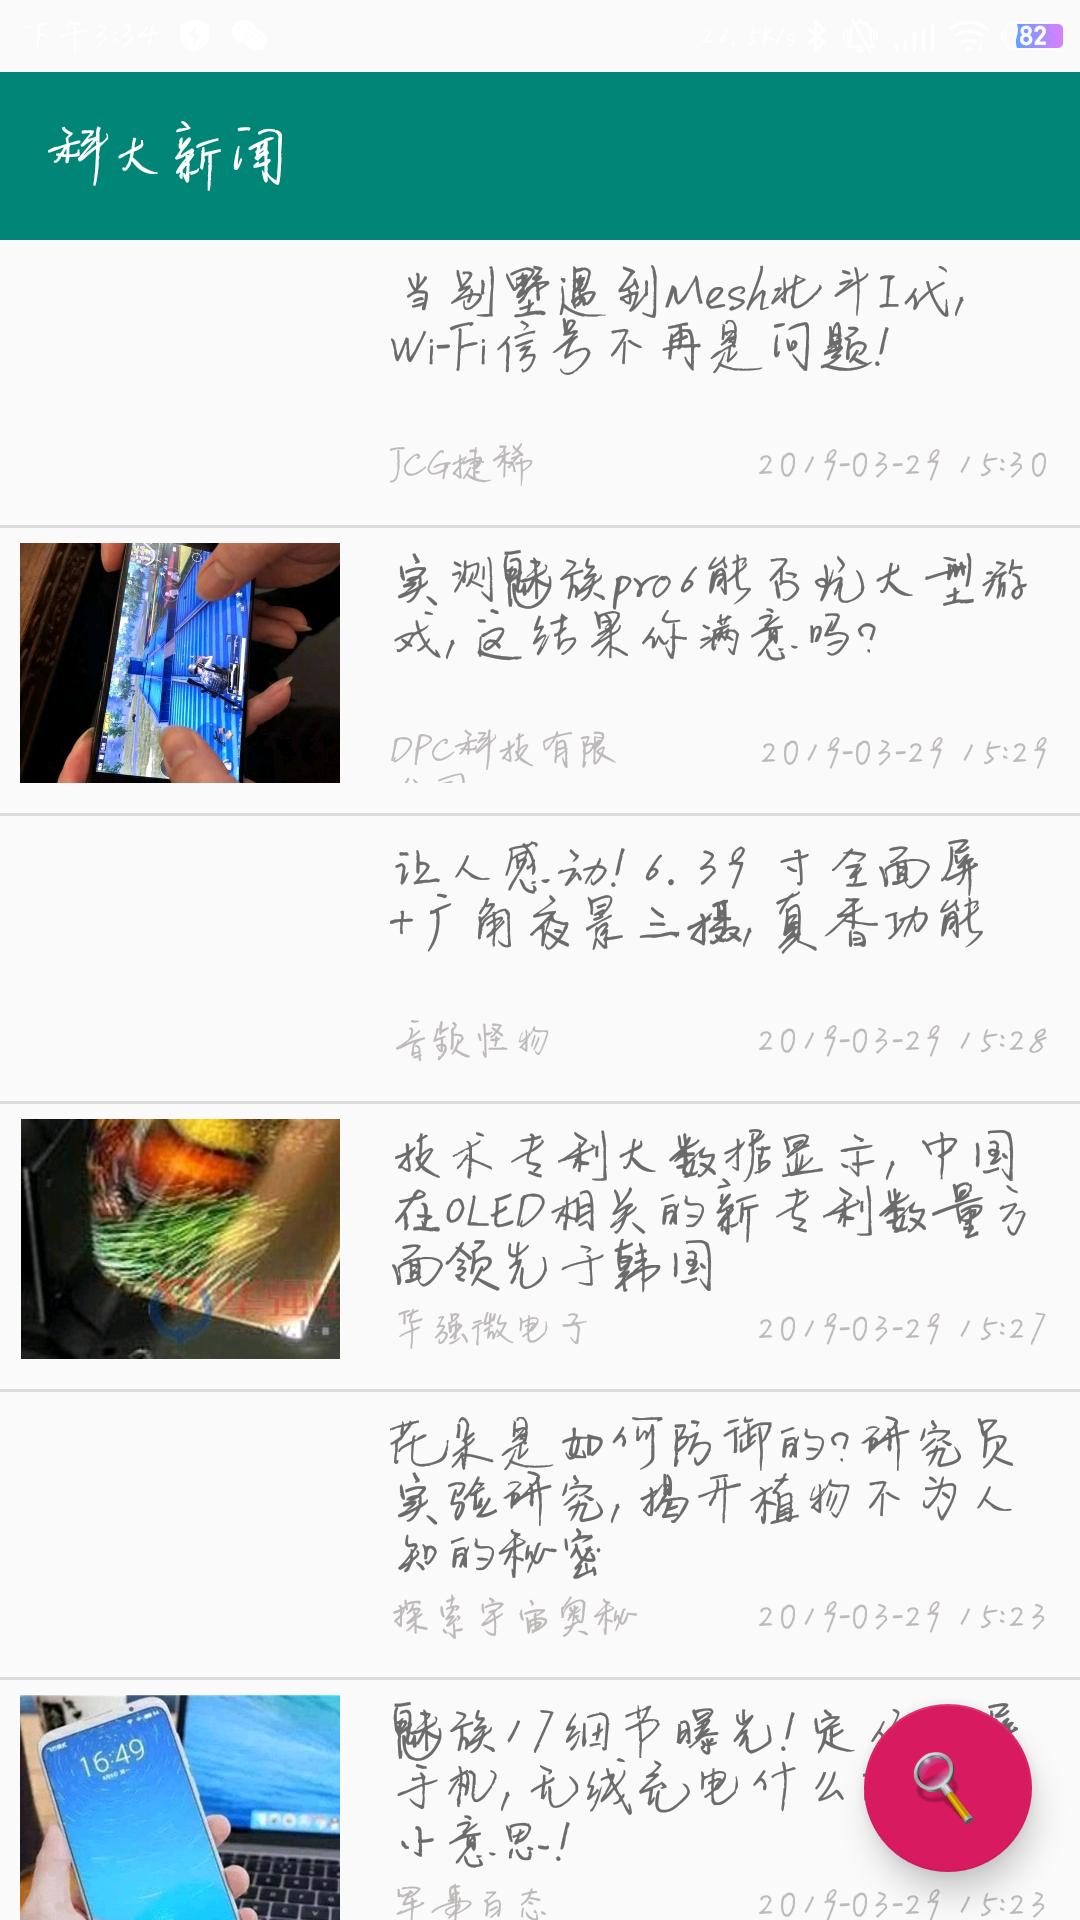 下午3:34
82
科大新闻
当别墅遇到Mesh北斗I代,
Wi-Fi信号不再是问题!
JCG捷稀
2019-03-29 15:30
实测魅族pro6能否玩大型游
戏,这结果你满意吗?
DPC科技有限
2019-03-29 15:29
让人感动!6.39寸全面屏
+广角夜景三摄,真香功能
音频怪物
2019-03-29 15:28
技术专利大数据显示,中国
在OLED相关的新专利数量方
面领先于韩国
华强微电子
2019-03-29 15:27
花朵是如何防御的?研究员
实验研究,揭开植物不为人
知的秘密
探索宇宙奥秘
2019-03-29 15:23
16:49
魅族17细节曝光!定
手机,无线充电什么
小意思!
军事百态
2019-03-29 15:23